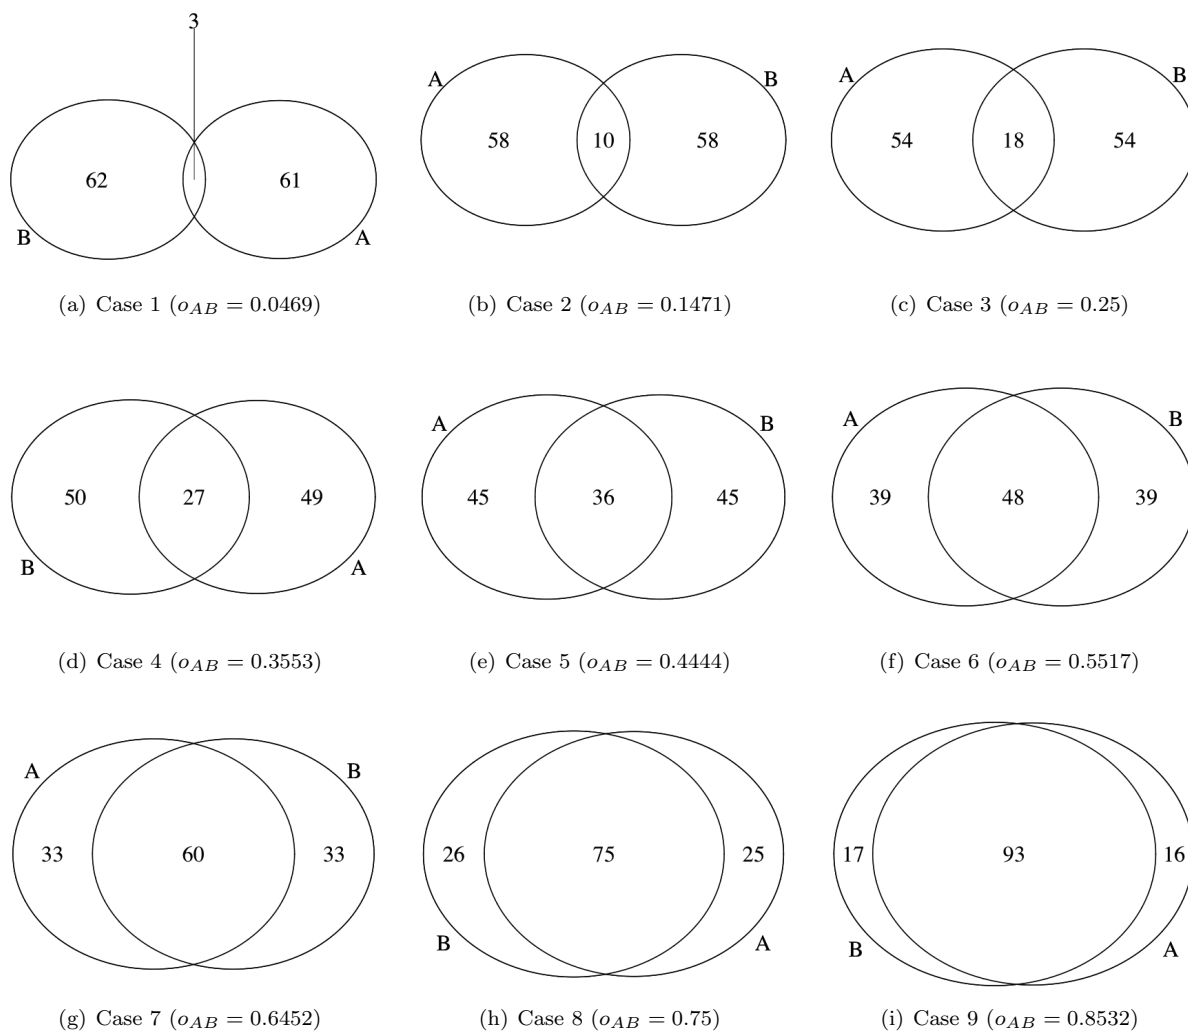 3
62
61
B
A
(a) Case 1 (o_{AB} = 0.0469)
A
B
58
10
58
(b) Case 2 (o_{AB} = 0.1471)
A
B
54
18
54
(c) Case 3 (o_{AB} = 0.25)
50
27
49
B
A
(d) Case 4 (o_{AB} = 0.3553)
A
B
45
36
45
(e) Case 5 (o_{AB} = 0.4444)
A
B
39
48
39
(f) Case 6 (o_{AB} = 0.5517)
A
B
33
60
33
(g) Case 7 (o_{AB} = 0.6452)
26
75
25
B
A
(h) Case 8 (o_{AB} = 0.75)
17
93
16
B
A
(i) Case 9 (o_{AB} = 0.8532)